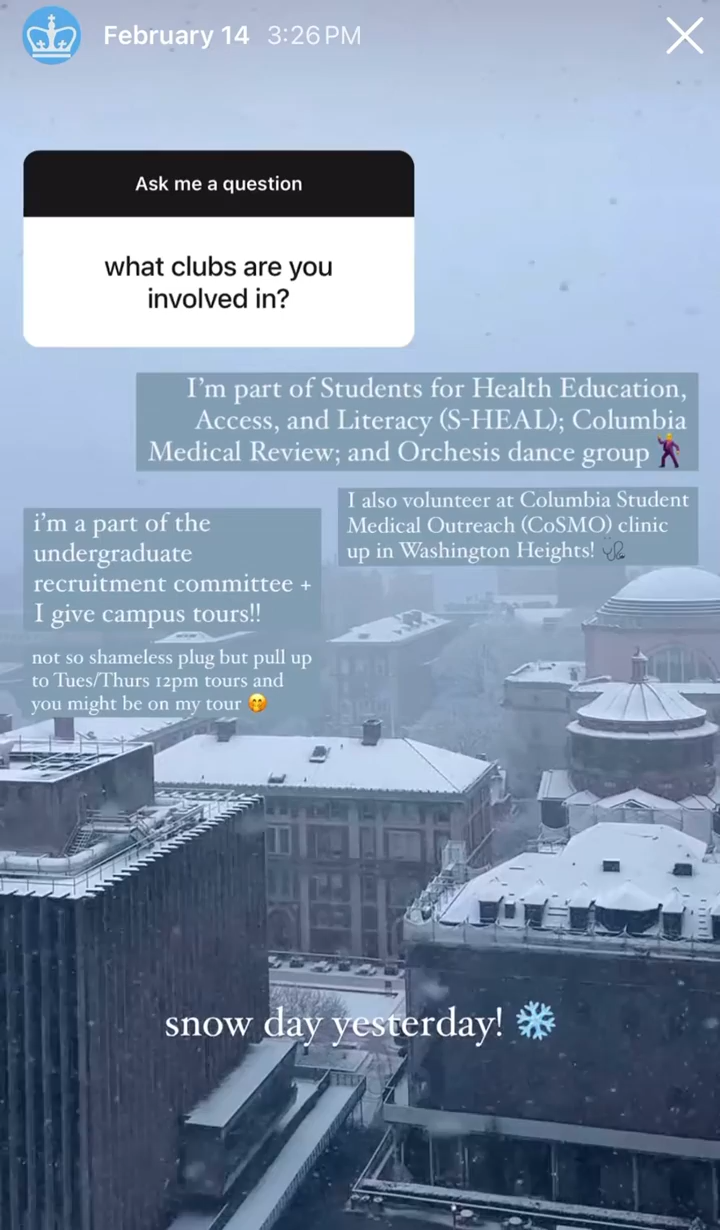 February 14 3:26 PM
Ask me a question
what clubs are you
involved in?
I'm part of Students for Health Education,
Access, and Literacy (S-HEAL); Columbia
Medical Review; and Orchesis dance group 🕺
I also volunteer at Columbia Student
Medical Outreach (CoSMO) clinic
up in Washington Heights! 🩺
i'm a part of the
undergraduate
recruitment committee +
I give campus tours!!
not so shameless plug but pull up
to Tues/Thurs 12pm tours and
you might be on my tour 🤭
snow day yesterday! ❄️